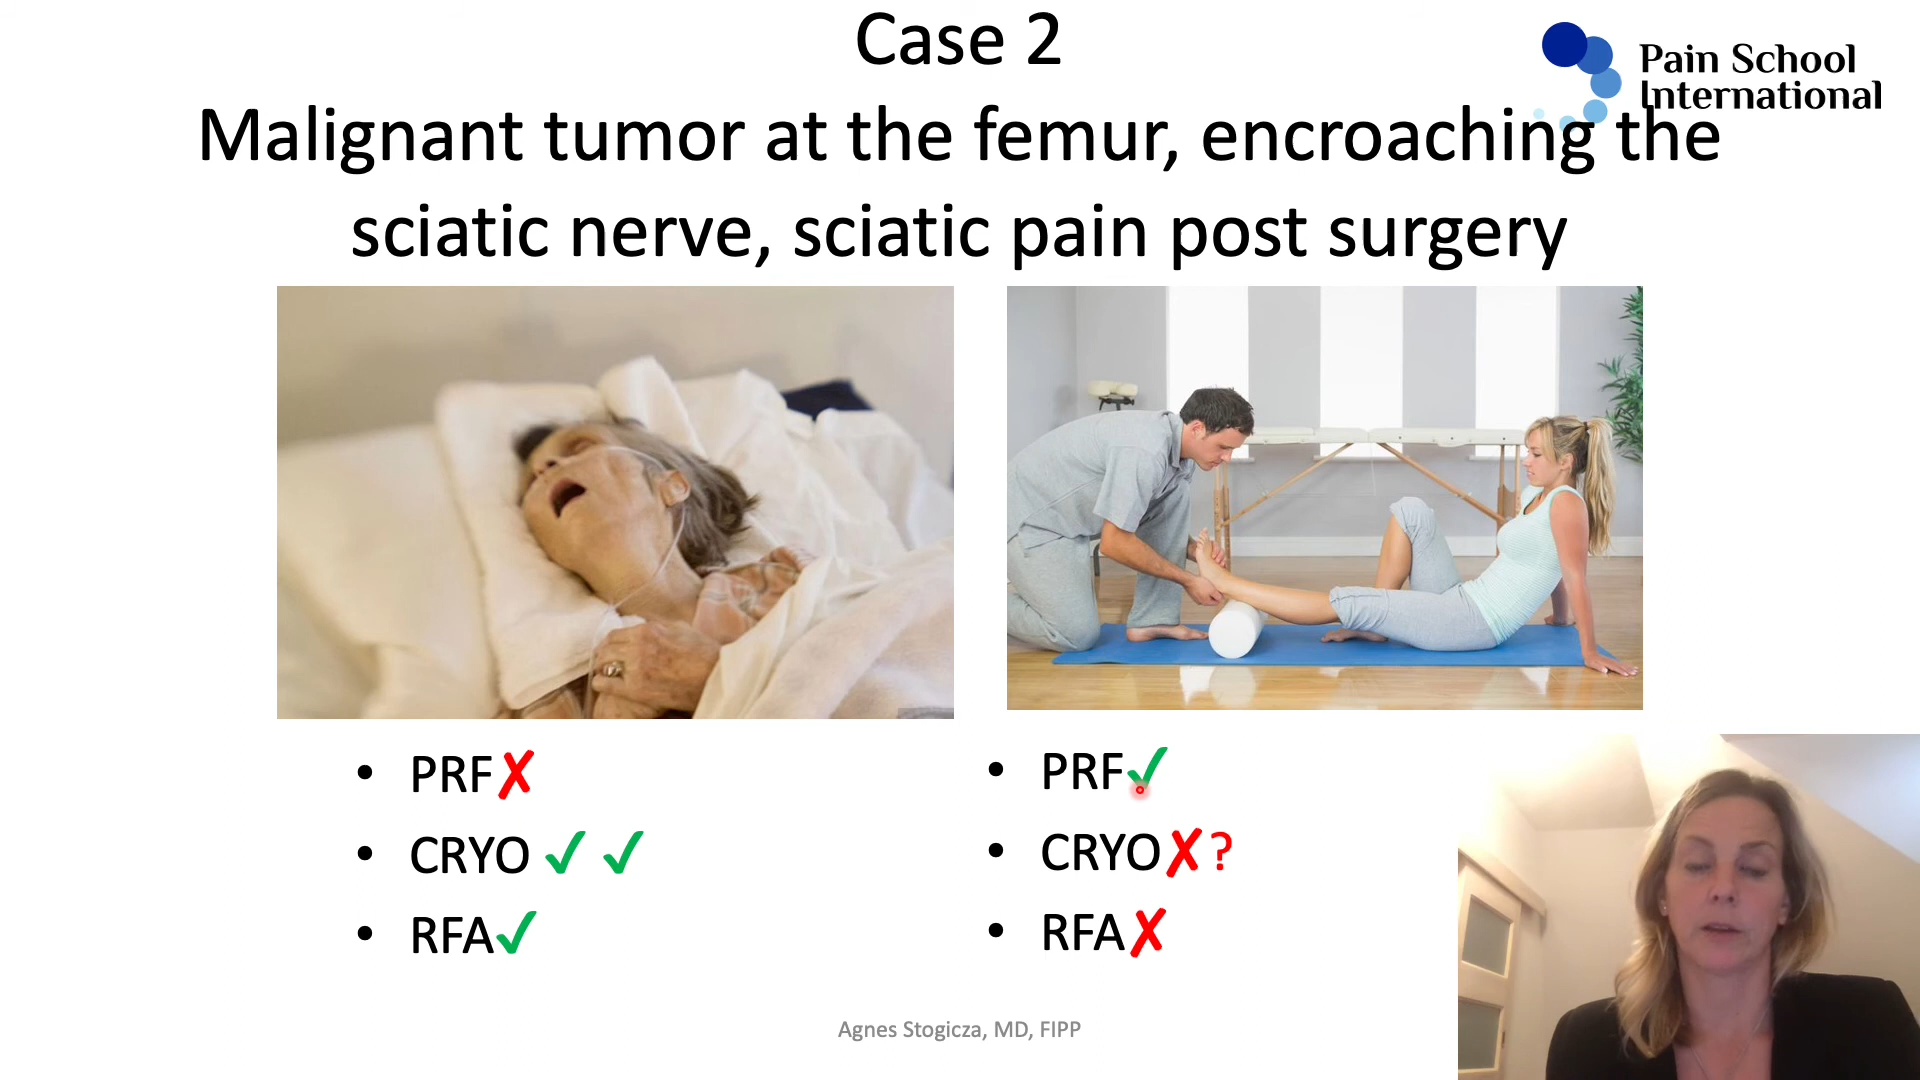 Case 2
Pain School
International
Malignant tumor at the femur, encroaching the
sciatic nerve, sciatic pain post surgery
• PRF✗
• CRYO ✓ ✓
• RFA✓
• PRF✓
• CRYO✗?
• RFA✗
Agnes Stogicza, MD, FIPP